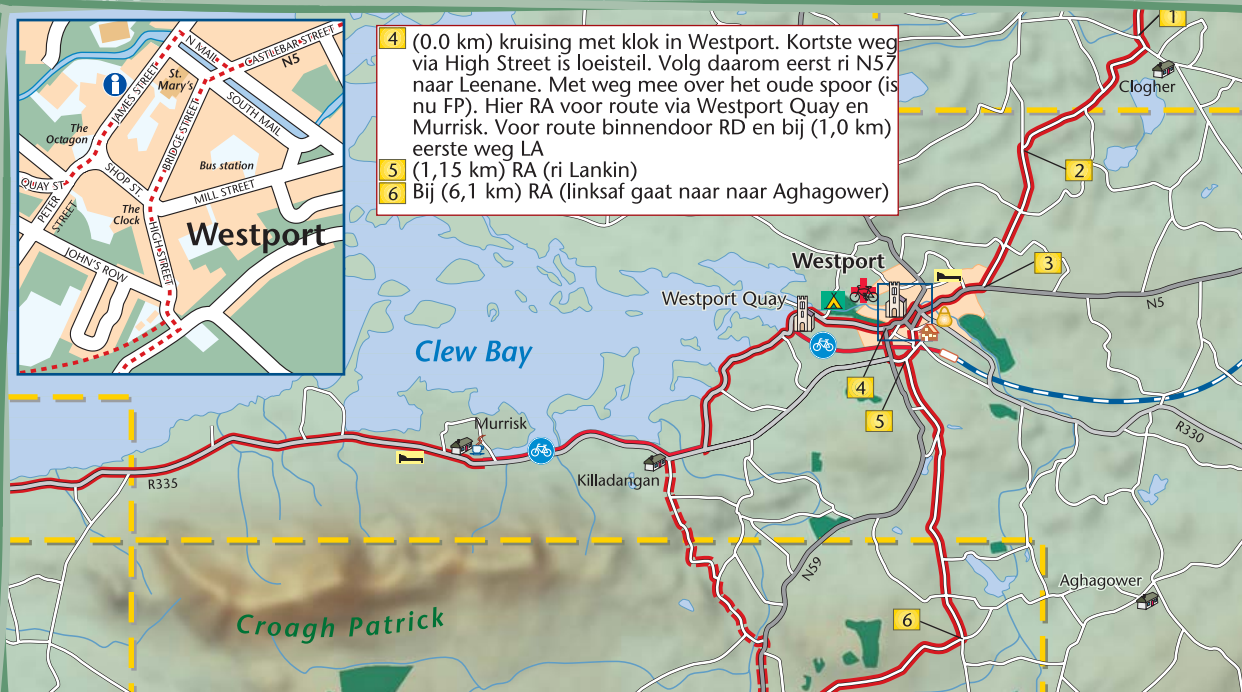 N MAIL
CASTLEBAR STREET
N5
JAMES STREET
St.
Mary's
SOUTH MAIL
The
Octagon
BRIDGE STREET
Bus station
SHOP ST
QUAY ST
MILL STREET
PETER
STREET
The
Clock
HIGH STREET
Westport
JOHN'S ROW
4 (0.0 km) kruising met klok in Westport. Kortste weg
via High Street is loeisteil. Volg daarom eerst ri N57
naar Leenane. Met weg mee over het oude spoor (is
nu FP). Hier RA voor route via Westport Quay en
Murrisk. Voor route binnendoor RD en bij (1,0 km)
eerste weg LA
5 (1,15 km) RA (ri Lankin)
6 Bij (6,1 km) RA (linksaf gaat naar naar Aghagower)
1
Clogher
2
Westport
3
Westport Quay
N5
Clew Bay
4
5
Murrisk
R330
Killadangan
R335
N59
Aghagower
Croagh Patrick
6